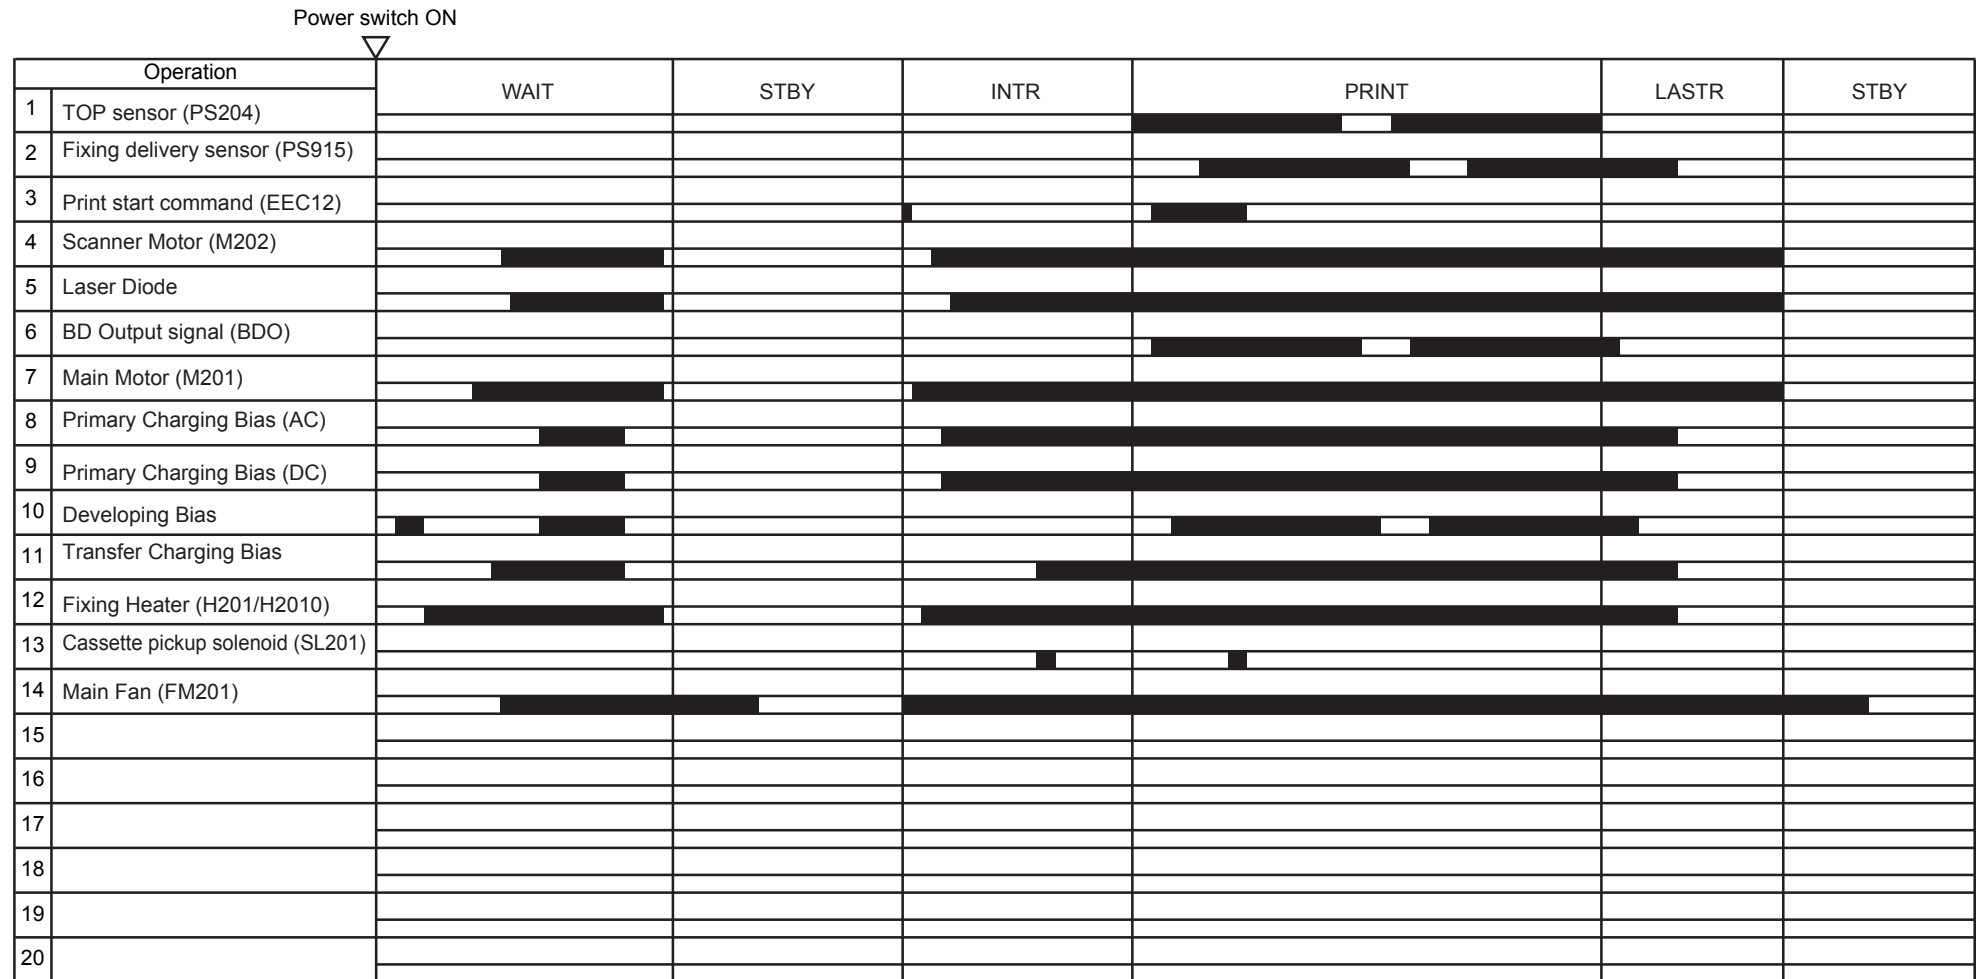 Power switch ON
Operation WAIT STBY INTR PRINT LASTR STBY
1 TOP sensor (PS204)
2 Fixing delivery sensor (PS915)
3 Print start command (EEC12)
4 Scanner Motor (M202)
5 Laser Diode
6 BD Output signal (BDO)
7 Main Motor (M201)
8 Primary Charging Bias (AC)
9 Primary Charging Bias (DC)
10 Developing Bias
11 Transfer Charging Bias
12 Fixing Heater (H201/H2010)
13 Cassette pickup solenoid (SL201)
14 Main Fan (FM201)
15
16
17
18
19
20